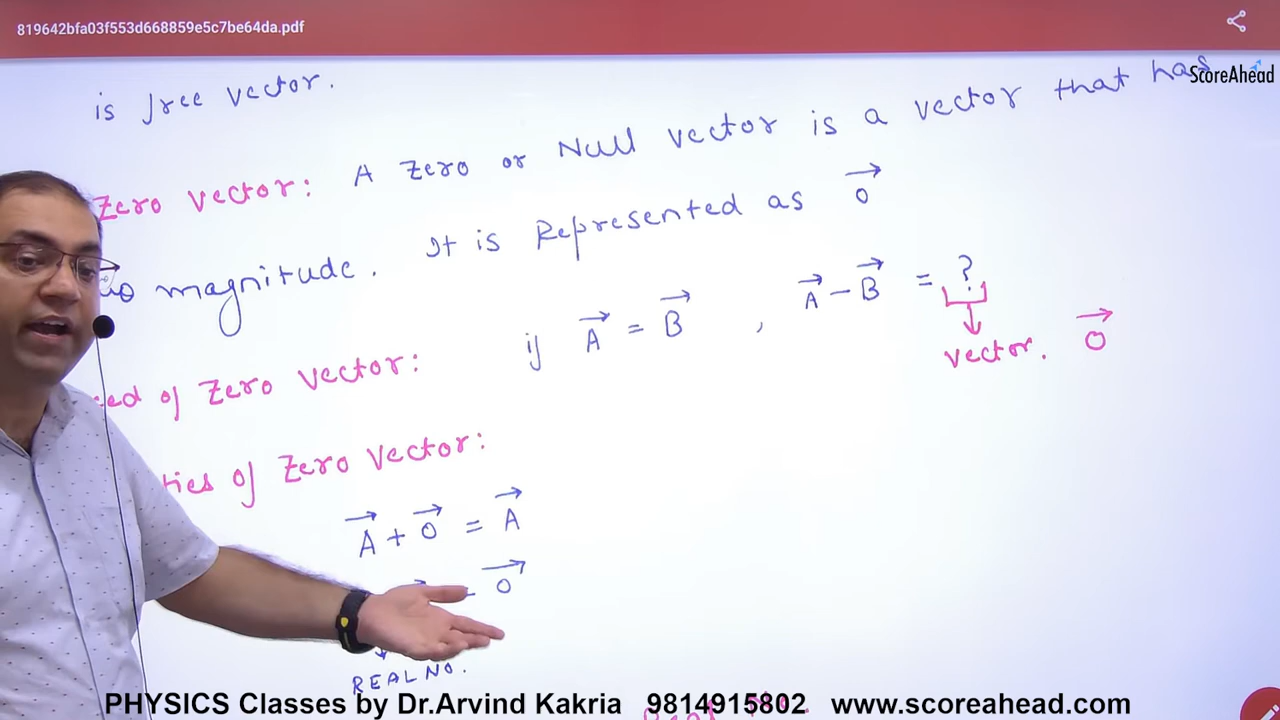 819642bfa03f553d668859e5c7be64da.pdf
ScoreAhead
is free vector.
Zero vector: A Zero or Null vector is a vector that has
no magnitude. It is Represented as →0
if →A = →B , →A − →B = ?
vector. →0
of Zero vector:
of Zero Vector:
→A + →0 = →A
→0
REAL NO.
PHYSICS Classes by Dr.Arvind Kakria 9814915802 www.scoreahead.com